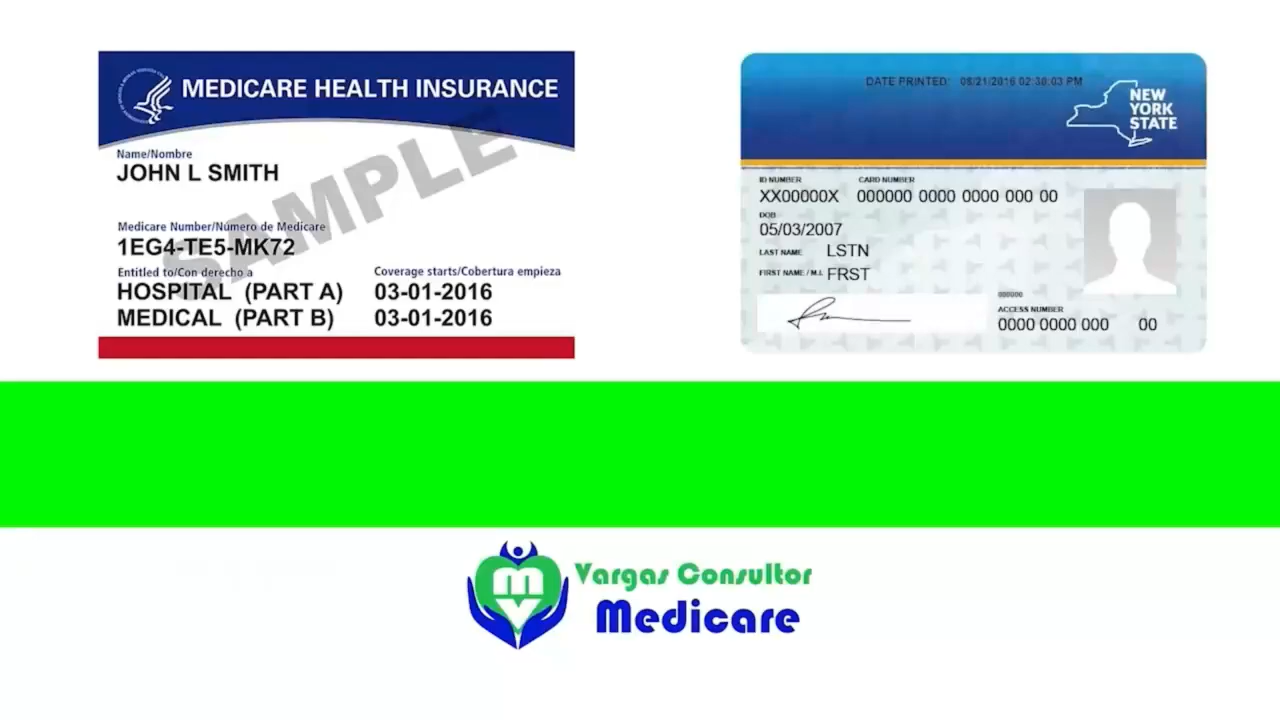 MEDICARE HEALTH INSURANCE
Name/Nombre
JOHN L SMITH
Medicare Number/Número de Medicare
1EG4-TE5-MK72
Entitled to/Con derecho a Coverage starts/Cobertura empieza
HOSPITAL (PART A) 03-01-2016
MEDICAL (PART B) 03-01-2016
SAMPLE
DATE PRINTED: 08/21/2016 02:30:03 PM
NEW
YORK
STATE
ID NUMBER CARD NUMBER
XX00000X 000000 0000 0000 000 00
DOB
05/03/2007
LAST NAME LSTN
FIRST NAME / M.I. FRST
000000
ACCESS NUMBER
0000 0000 000 00
Vargas Consultor
Medicare